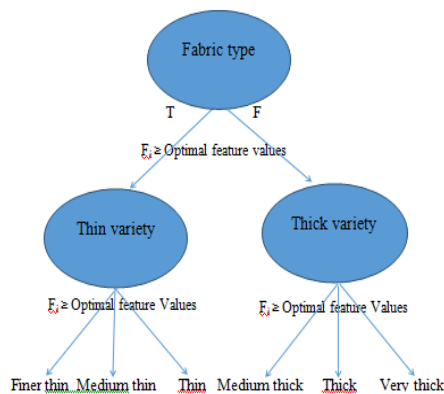 Fabric type
T F
Fi ≥ Optimal feature values
Thin variety
Thick variety
Fi ≥ Optimal feature Values
Fi ≥ Optimal feature Values
Finer thin Medium thin Thin Medium thick Thick Very thick